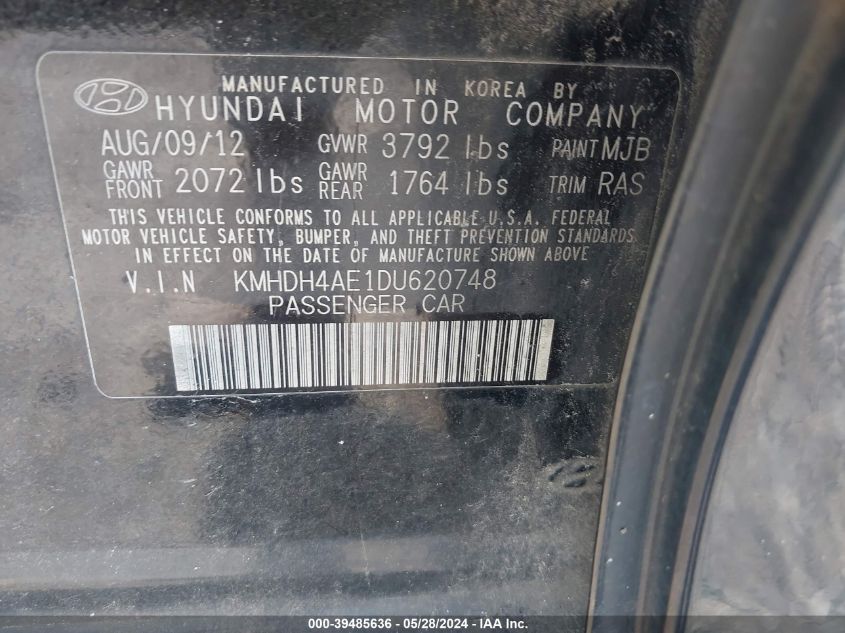 MANUFACTURED IN KOREA BY
HYUNDAI MOTOR COMPANY
AUG/09/12 GVWR 3792 lbs PAINT MJB
GAWR FRONT 2072 lbs GAWR REAR 1764 lbs TRIM RAS
THIS VEHICLE CONFORMS TO ALL APPLICABLE U.S.A. FEDERAL
MOTOR VEHICLE SAFETY, BUMPER, AND THEFT PREVENTION STANDARDS
IN EFFECT ON THE DATE OF MANUFACTURE SHOWN ABOVE
V.I.N KMHDH4AE1DU620748
PASSENGER CAR
000-39485636 - 05/28/2024 - IAA Inc.